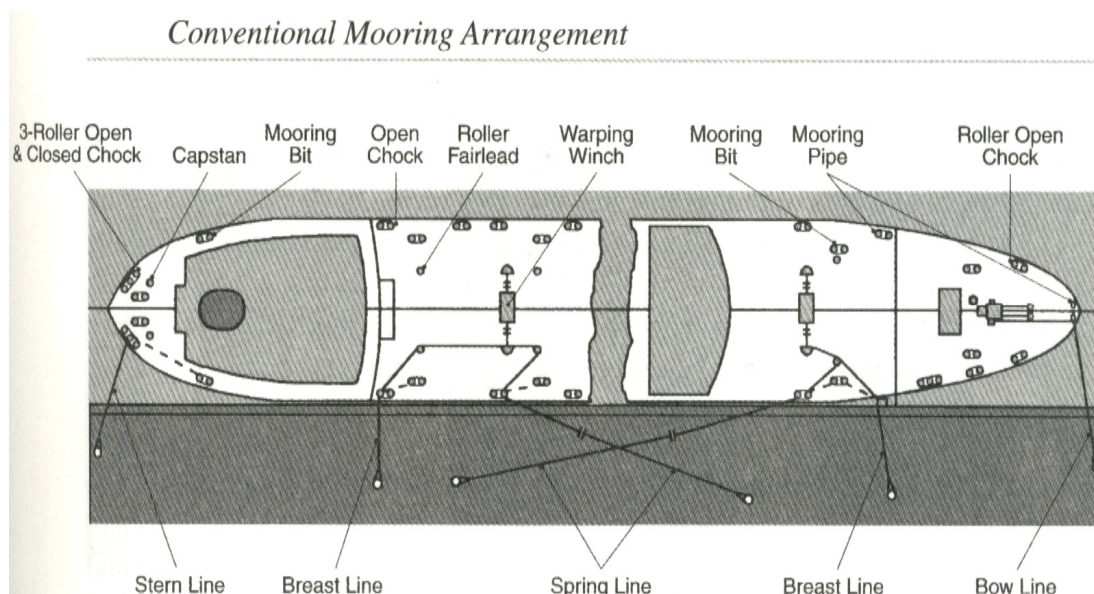 Conventional Mooring Arrangement
3-Roller Open
& Closed Chock
Capstan
Mooring
Bit
Open
Chock
Roller
Fairlead
Warping
Winch
Mooring
Bit
Mooring
Pipe
Roller Open
Chock
Stern Line
Breast Line
Spring Line
Breast Line
Bow Line